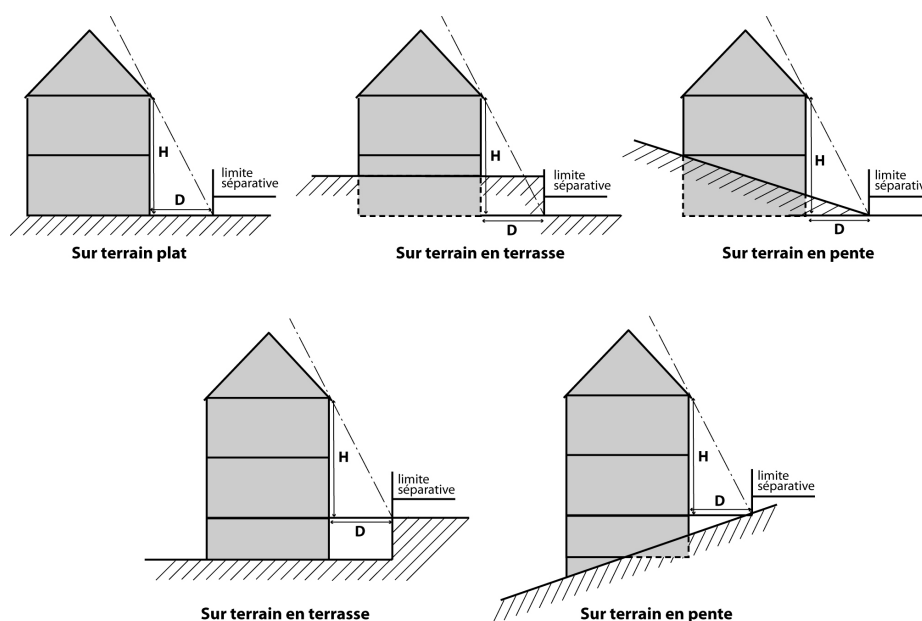 H
D
limite
séparative
Sur terrain plat
H
D
limite
séparative
Sur terrain en terrasse
H
D
limite
séparative
Sur terrain en pente
H
D
limite
séparative
Sur terrain en terrasse
H
D
limite
séparative
Sur terrain en pente